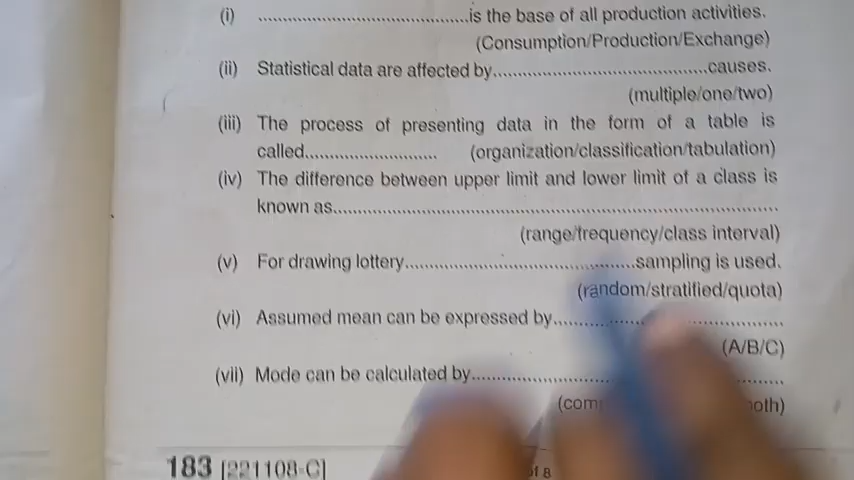 (i) ..........................................is the base of all production activities.
(Consumption/Production/Exchange)
(ii) Statistical data are affected by...........................................causes.
(multiple/one/two)
(iii) The process of presenting data in the form of a table is
called.......................... (organization/classification/tabulation)
(iv) The difference between upper limit and lower limit of a class is
known as...........................................................................................
(range/frequency/class interval)
(v) For drawing lottery..............................................sampling is used.
(random/stratified/quota)
(vi) Assumed mean can be expressed by..............................................
(A/B/C)
(vii) Mode can be calculated by..............................................
183 [221108-C]